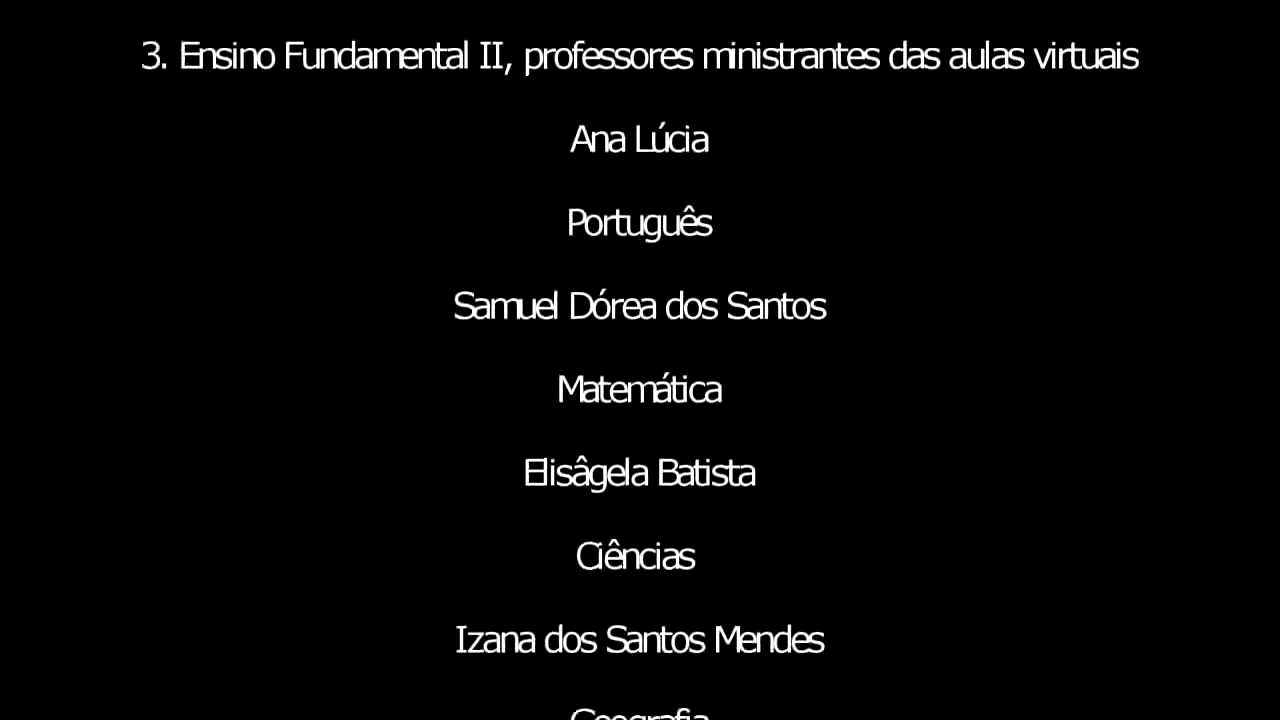 3. Ensino Fundamental II, professores ministrantes das aulas virtuais
Ana Lúcia
Português
Samuel Dórea dos Santos
Matemática
Elisâgela Batista
Ciências
Izana dos Santos Mendes
Geografia